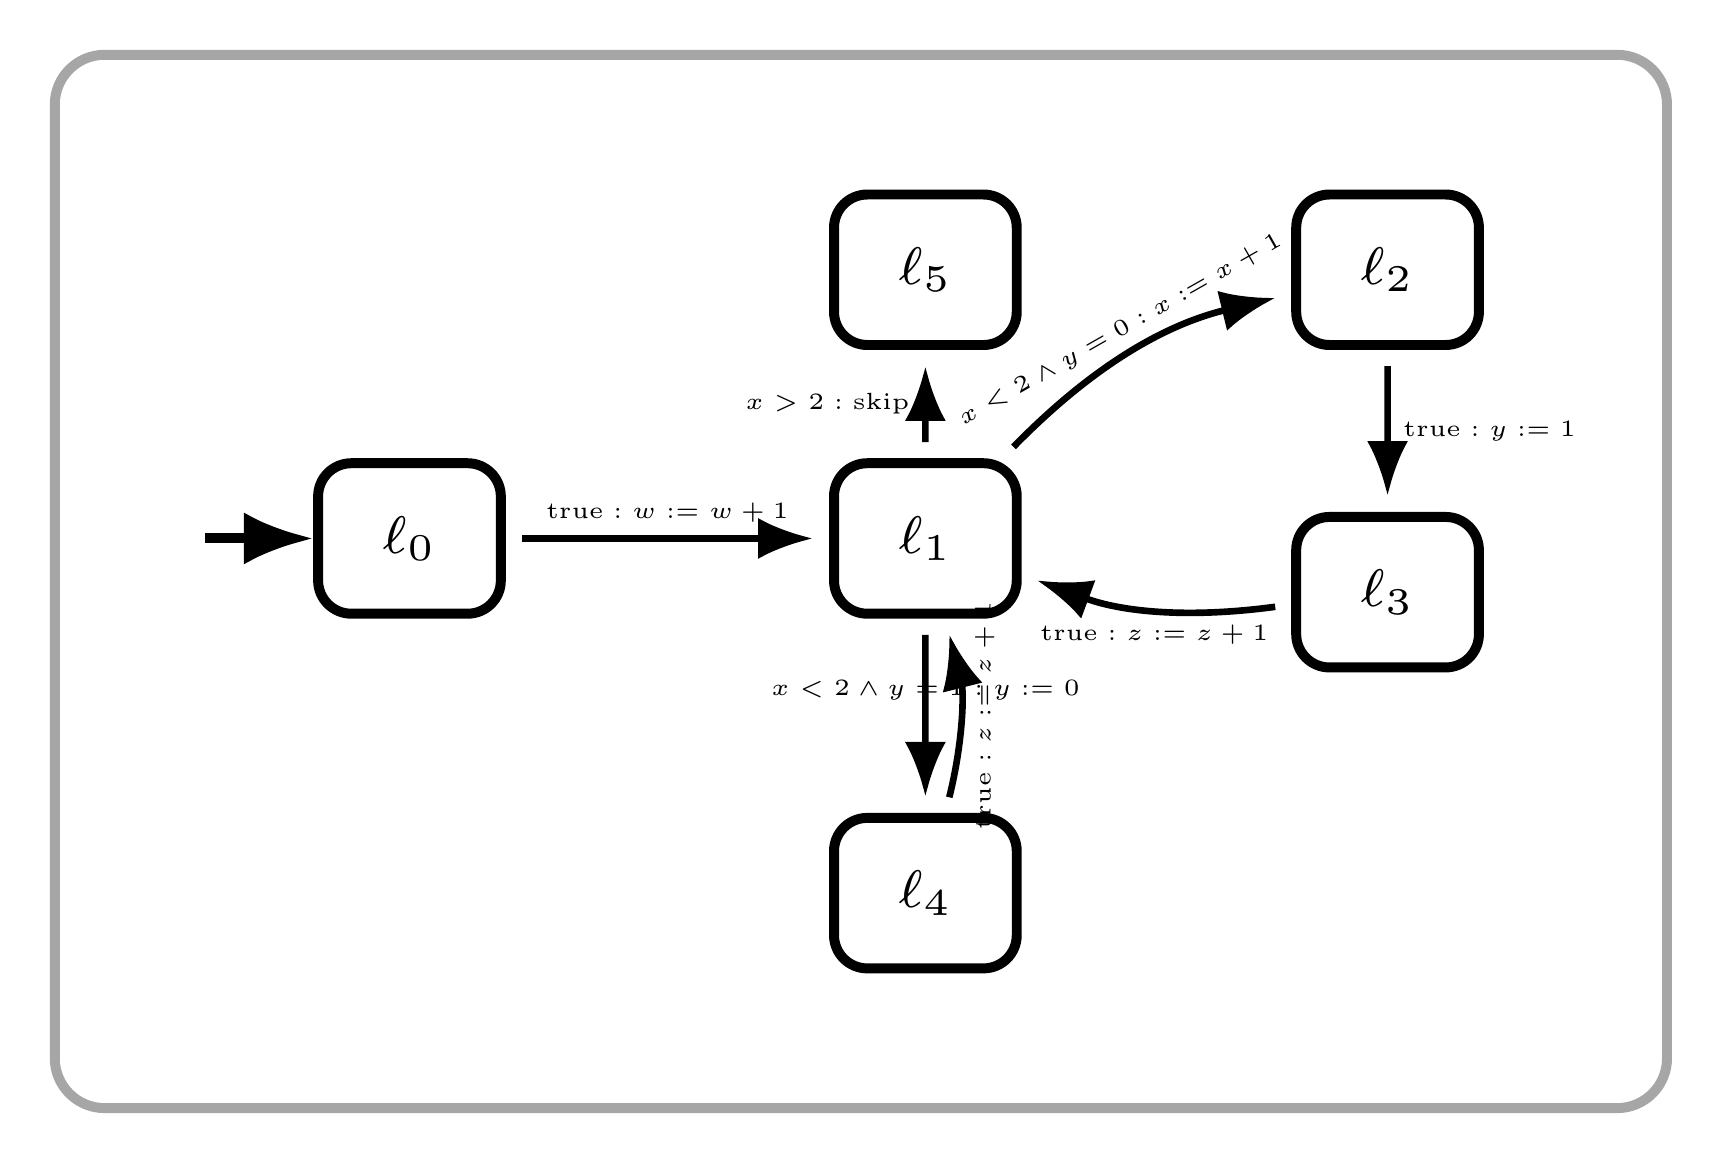 ℓ₅
ℓ₂
x < 2 ∧ y = 0 : x := x + 1
x > 2 : skip
true : y := 1
true : w := w + 1
ℓ₀
ℓ₁
ℓ₃
true : z := z + 1
x < 2 ∧ y = 1 : y := 0
true : z := z + 1
ℓ₄